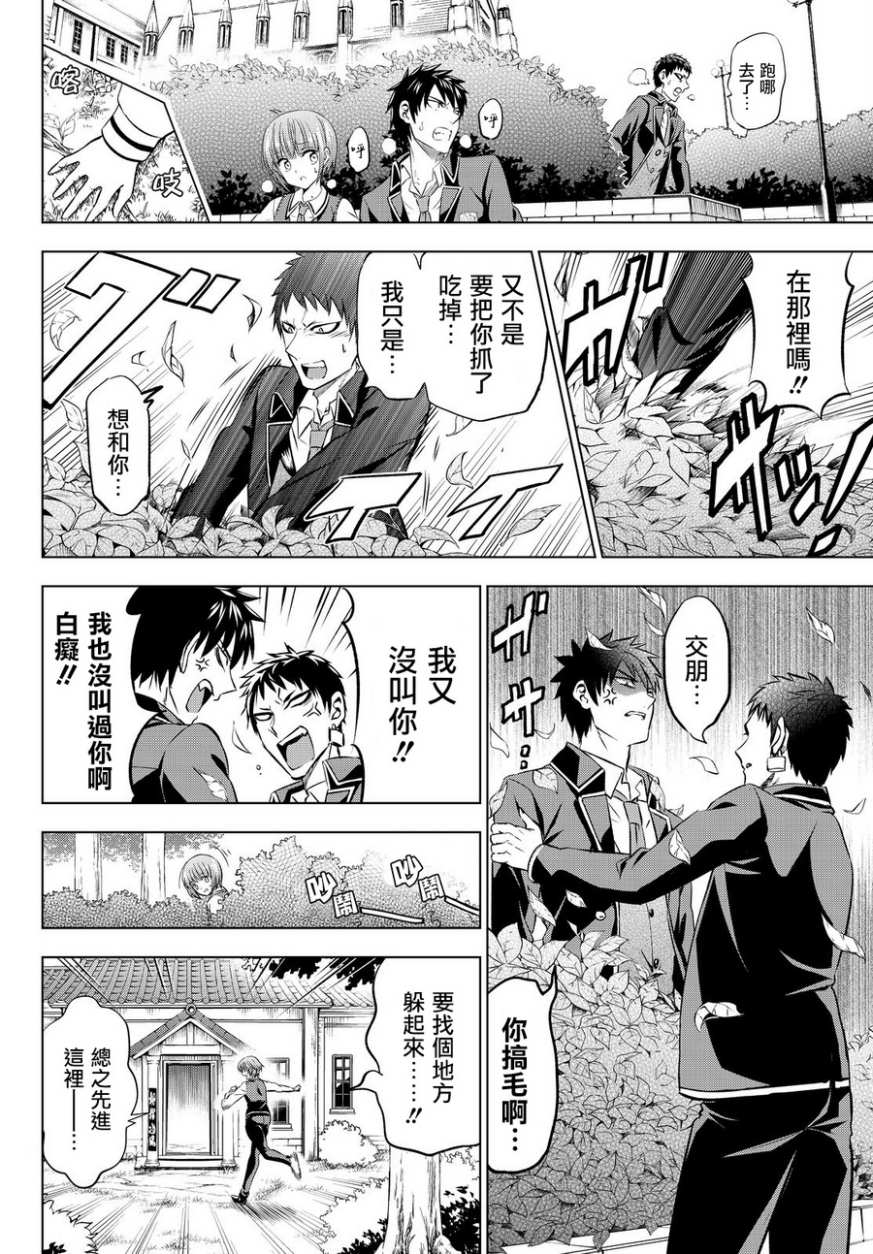 跑哪
去了…
呼
呼
喀
吱
在那裡嗎!!
又不是
要把你抓了
吃掉…
我只是…
想和你…
交朋…
你搞毛啊…
我又
沒叫你!!
我也沒叫過你啊
白癡!!
吵鬧
吵鬧
要找個地方
躲起來……!!
總之先進
這裡——